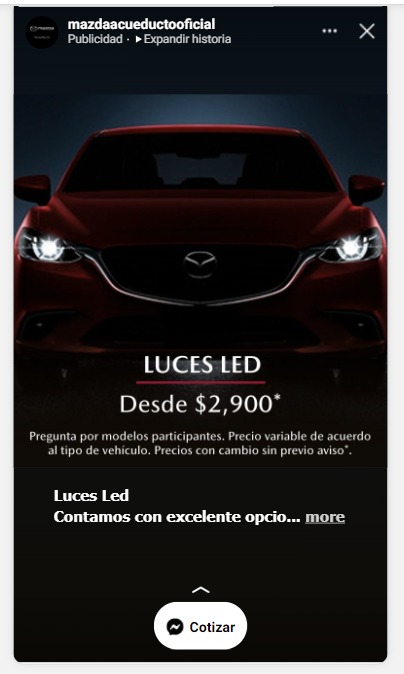 mazdaacueductooficial
Publicidad · Expandir historia
LUCES LED
Desde $2,900*
Pregunta por modelos participantes. Precio variable de acuerdo
al tipo de vehículo. Precios con cambio sin previo aviso*.
Luces Led
Contamos con excelente opcio... more
Cotizar